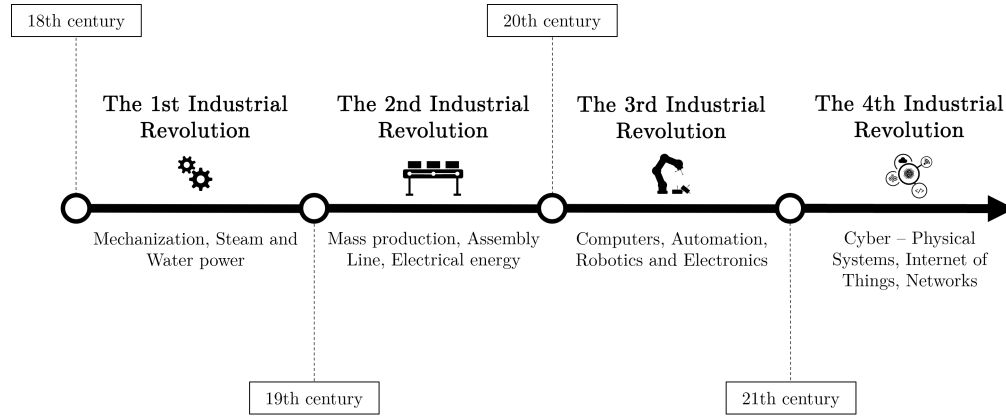 18th century
20th century
The 1st Industrial
Revolution
The 2nd Industrial
Revolution
The 3rd Industrial
Revolution
The 4th Industrial
Revolution
Mechanization, Steam and
Water power
Mass production, Assembly
Line, Electrical energy
Computers, Automation,
Robotics and Electronics
Cyber – Physical
Systems, Internet of
Things, Networks
19th century
21th century